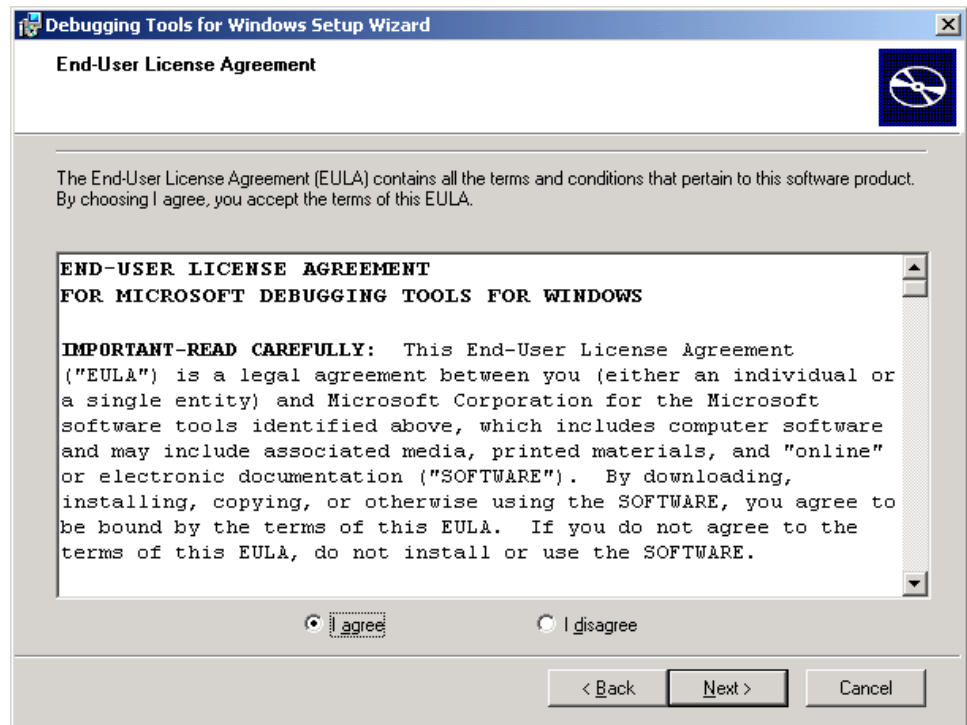 Debugging Tools for Windows Setup Wizard
End-User License Agreement
The End-User License Agreement (EULA) contains all the terms and conditions that pertain to this software product.
By choosing I agree, you accept the terms of this EULA.
END-USER LICENSE AGREEMENT
FOR MICROSOFT DEBUGGING TOOLS FOR WINDOWS
IMPORTANT-READ CAREFULLY: This End-User License Agreement
("EULA") is a legal agreement between you (either an individual or
a single entity) and Microsoft Corporation for the Microsoft
software tools identified above, which includes computer software
and may include associated media, printed materials, and "online"
or electronic documentation ("SOFTWARE"). By downloading,
installing, copying, or otherwise using the SOFTWARE, you agree to
be bound by the terms of this EULA. If you do not agree to the
terms of this EULA, do not install or use the SOFTWARE.
I agree
I disagree
< Back
Next >
Cancel